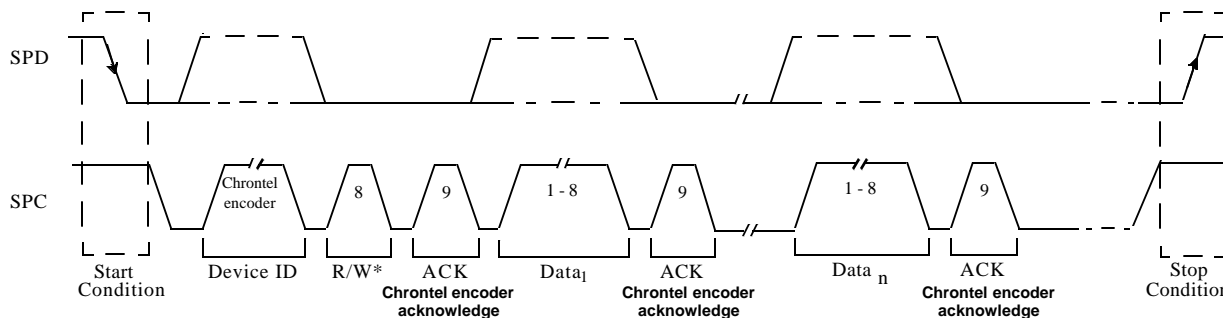 SPD
SPC
Chrontel
encoder
8
9
1 - 8
9
1 - 8
9
Start
Condition
Device ID
R/W*
ACK
Chrontel encoder
acknowledge
Data1
ACK
Chrontel encoder
acknowledge
Data n
ACK
Chrontel encoder
acknowledge
Stop
Condition